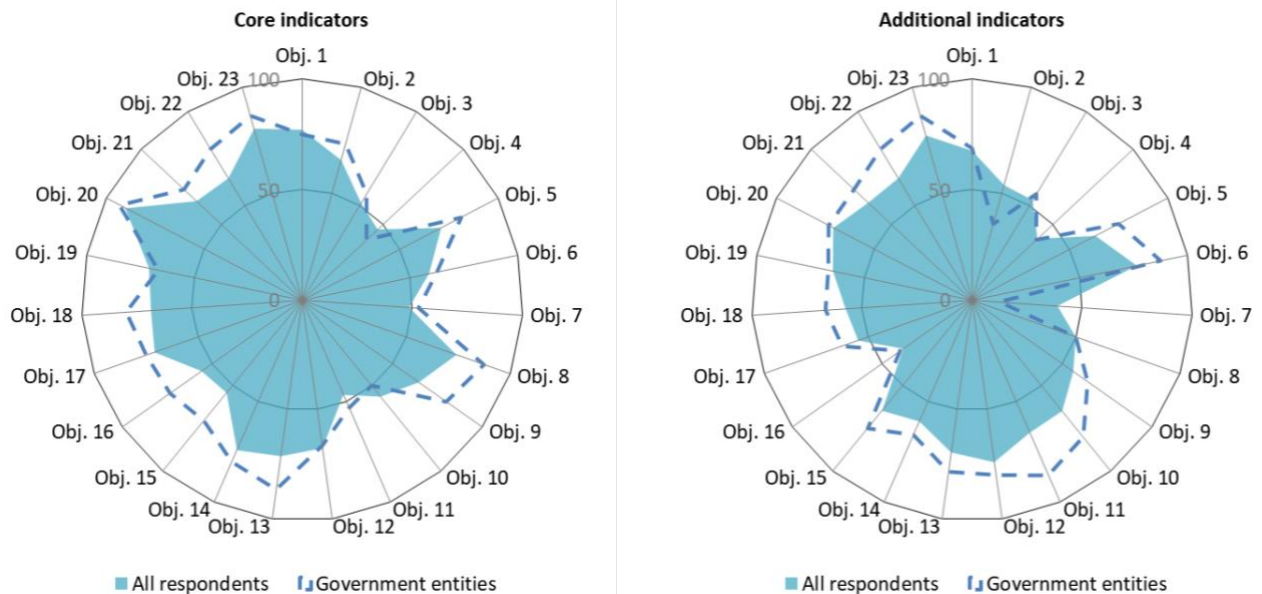 Core indicators
Obj. 1
Obj. 2
Obj. 3
Obj. 4
Obj. 5
Obj. 6
Obj. 7
Obj. 8
Obj. 9
Obj. 10
Obj. 11
Obj. 12
Obj. 13
Obj. 14
Obj. 15
Obj. 16
Obj. 17
Obj. 18
Obj. 19
Obj. 20
Obj. 21
Obj. 22
Obj. 23
100
50
0
All respondents
Government entities
Additional indicators
Obj. 1
Obj. 2
Obj. 3
Obj. 4
Obj. 5
Obj. 6
Obj. 7
Obj. 8
Obj. 9
Obj. 10
Obj. 11
Obj. 12
Obj. 13
Obj. 14
Obj. 15
Obj. 16
Obj. 17
Obj. 18
Obj. 19
Obj. 20
Obj. 21
Obj. 22
Obj. 23
100
50
0
All respondents
Government entities